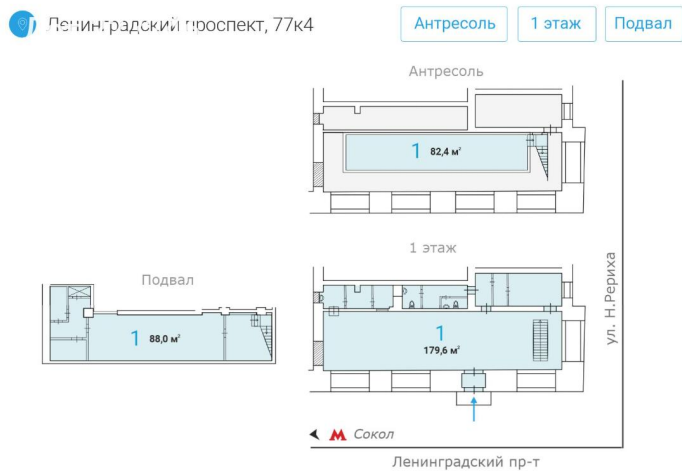 Ленинградский проспект, 77к4
Антресоль
1 этаж
Подвал
Антресоль
1 82,4 м²
1 этаж
Подвал
1 88,0 м²
1
179,6 м²
ул. Н.Рериха
Сокол
Ленинградский пр-т